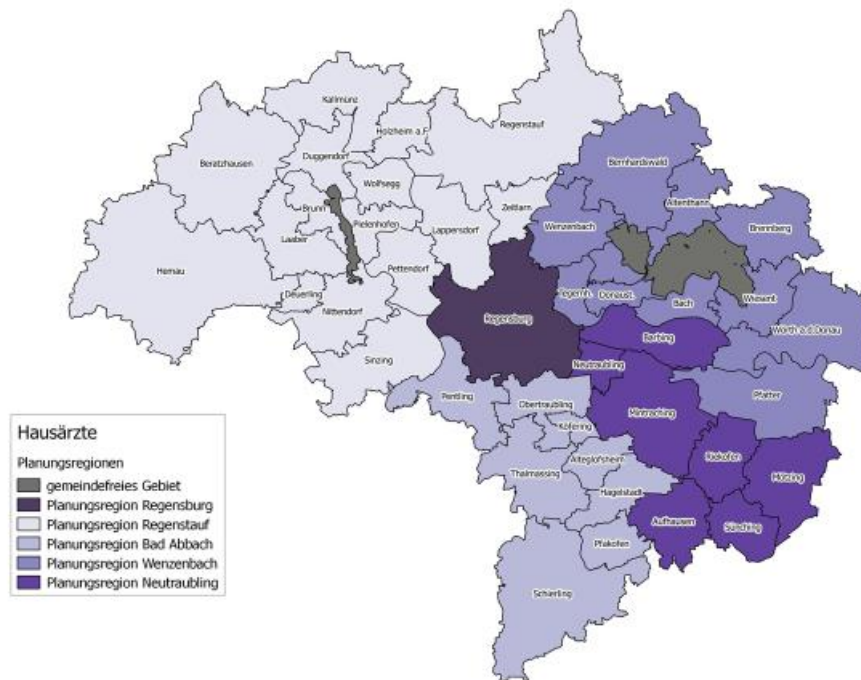 Kallmünz
Holzheim a.F.
Regenstauf
Beratzhausen
Duggendorf
Wolfsegg
Bernhardswald
Altenthann
Brunn
Pielenhofen
Lappersdorf
Zeitlarn
Wenzenbach
Brennberg
Laaber
Hemau
Pettendorf
Deuerling
Nittendorf
Tegernh.
Donaust.
Bach
Wiesent
Regensburg
Barbing
Wörth a.d.Donau
Sinzing
Neutraubling
Pentling
Obertraubling
Mintraching
Pfatter
Köfering
Alteglofsheim
Riekofen
Mötzing
Thalmassing
Hagelstadt
Aufhausen
Sünching
Pfakofen
Schierling
Hausärzte
Planungsregionen
gemeindefreies Gebiet
Planungsregion Regensburg
Planungsregion Regenstauf
Planungsregion Bad Abbach
Planungsregion Wenzenbach
Planungsregion Neutraubling